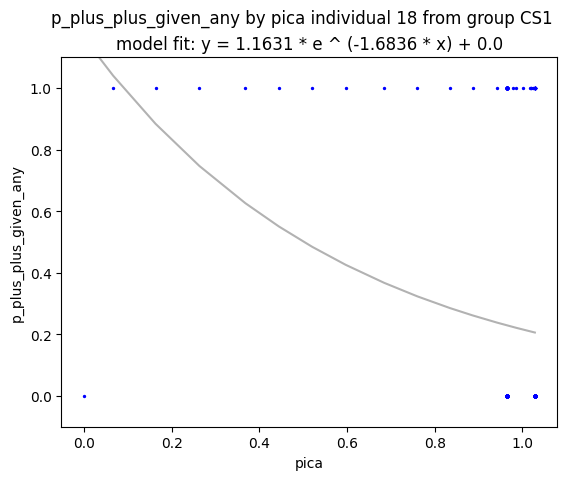 p_plus_plus_given_any by pica individual 18 from group CS1
model fit: y = 1.1631 * e ^ (-1.6836 * x) + 0.0
1.0
0.8
0.6
0.4
0.2
0.0
p_plus_plus_given_any
0.0 0.2 0.4 0.6 0.8 1.0
pica